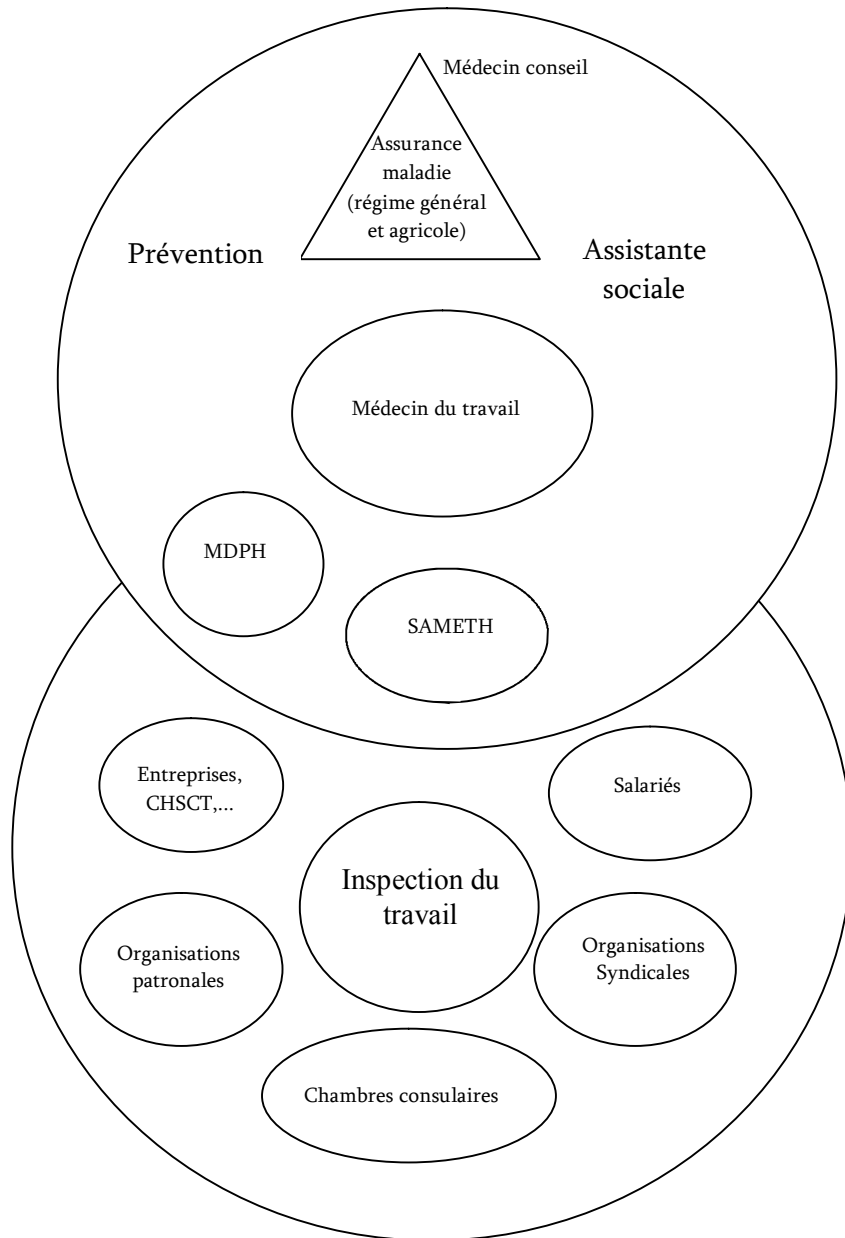 Médecin conseil
Assurance
maladie
(régime général
et agricole)
Prévention
Assistante
sociale
Médecin du travail
MDPH
SAMETH
Entreprises,
CHSCT,...
Salariés
Inspection du
travail
Organisations
patronales
Organisations
Syndicales
Chambres consulaires